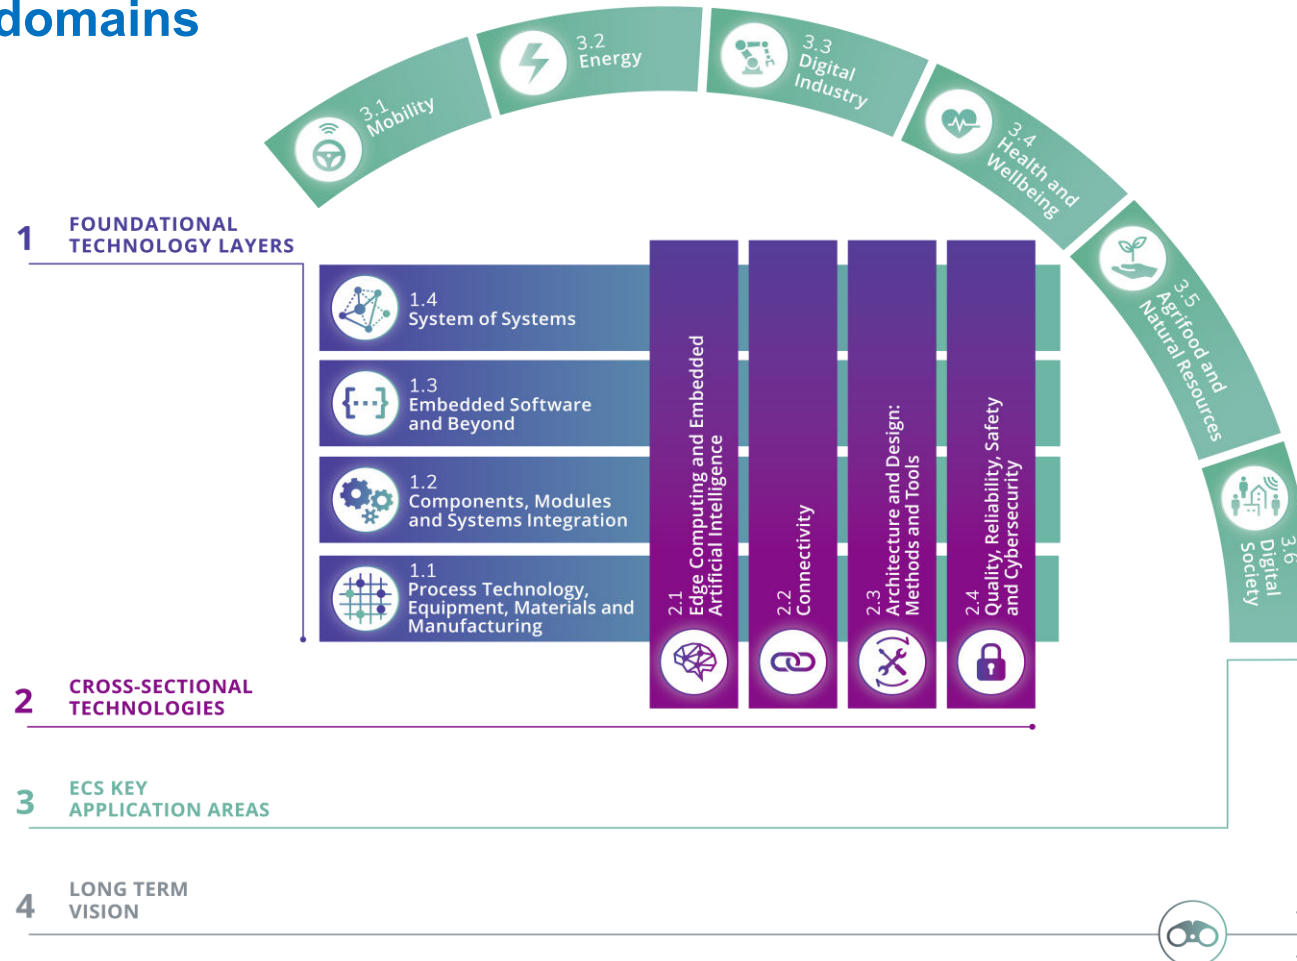 domains
3.1
Mobility
3.2
Energy
3.3
Digital
Industry
3.4
Health and
Wellbeing
3.5
Agrifood and
Natural Resources
3.6
Digital
Society
1
FOUNDATIONAL
TECHNOLOGY LAYERS
1.4
System of Systems
1.3
Embedded Software
and Beyond
1.2
Components, Modules
and Systems Integration
1.1
Process Technology,
Equipment, Materials and
Manufacturing
2.1
Edge Computing and Embedded
Artificial Intelligence
2.2
Connectivity
2.3
Architecture and Design:
Methods and Tools
2.4
Quality, Reliability, Safety
and Cybersecurity
2
CROSS-SECTIONAL
TECHNOLOGIES
3
ECS KEY
APPLICATION AREAS
4
LONG TERM
VISION